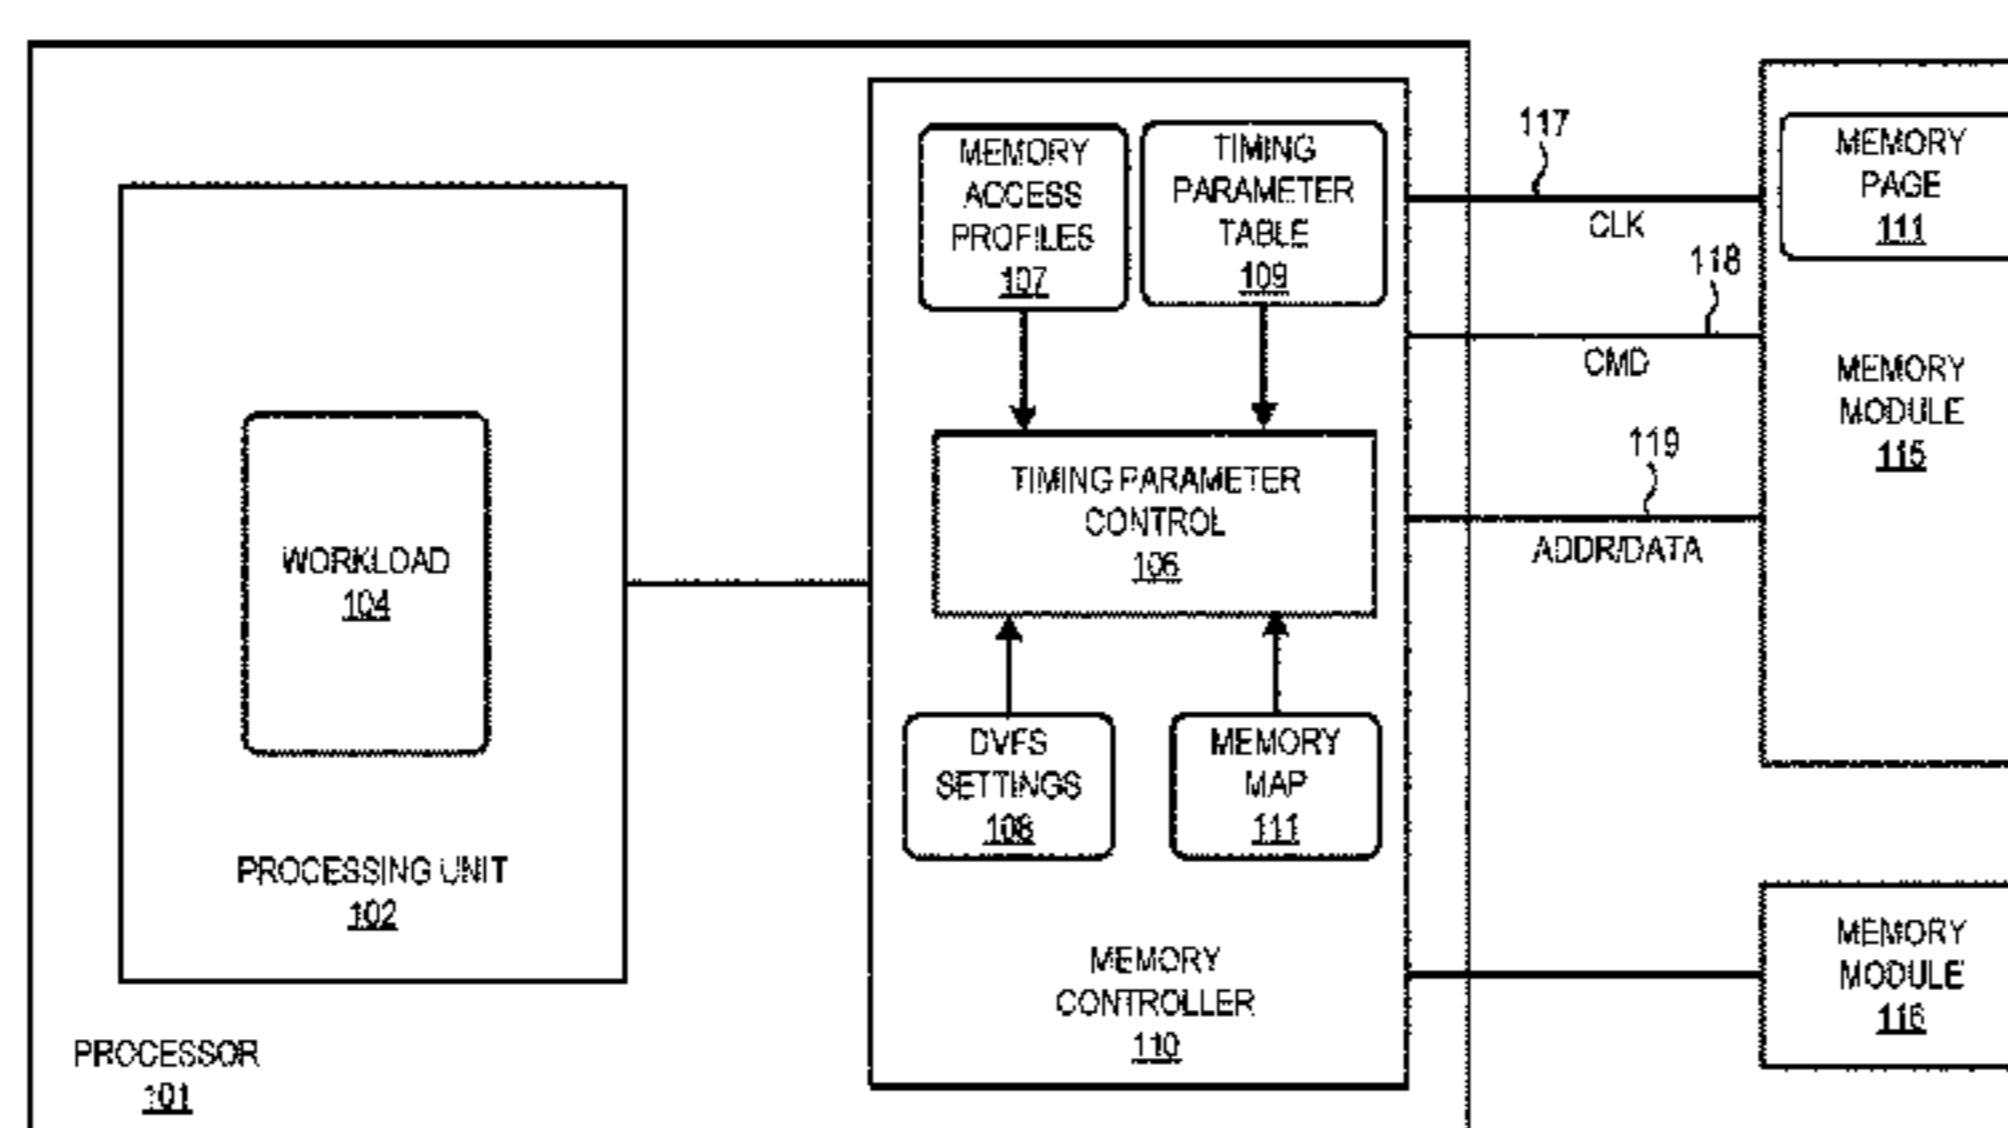 MEMORY
ACCESS
PROFILES
107
TIMING
PARAMETER
TABLE
109
117
CLK
118
CMD
119
ADDR/DATA
MEMORY
PAGE
111
MEMORY
MODULE
115
TIMING PARAMETER
CONTROL
106
WORKLOAD
104
DVFS
SETTINGS
108
MEMORY
MAP
111
PROCESSING UNIT
102
MEMORY
CONTROLLER
110
MEMORY
MODULE
116
PROCESSOR
101